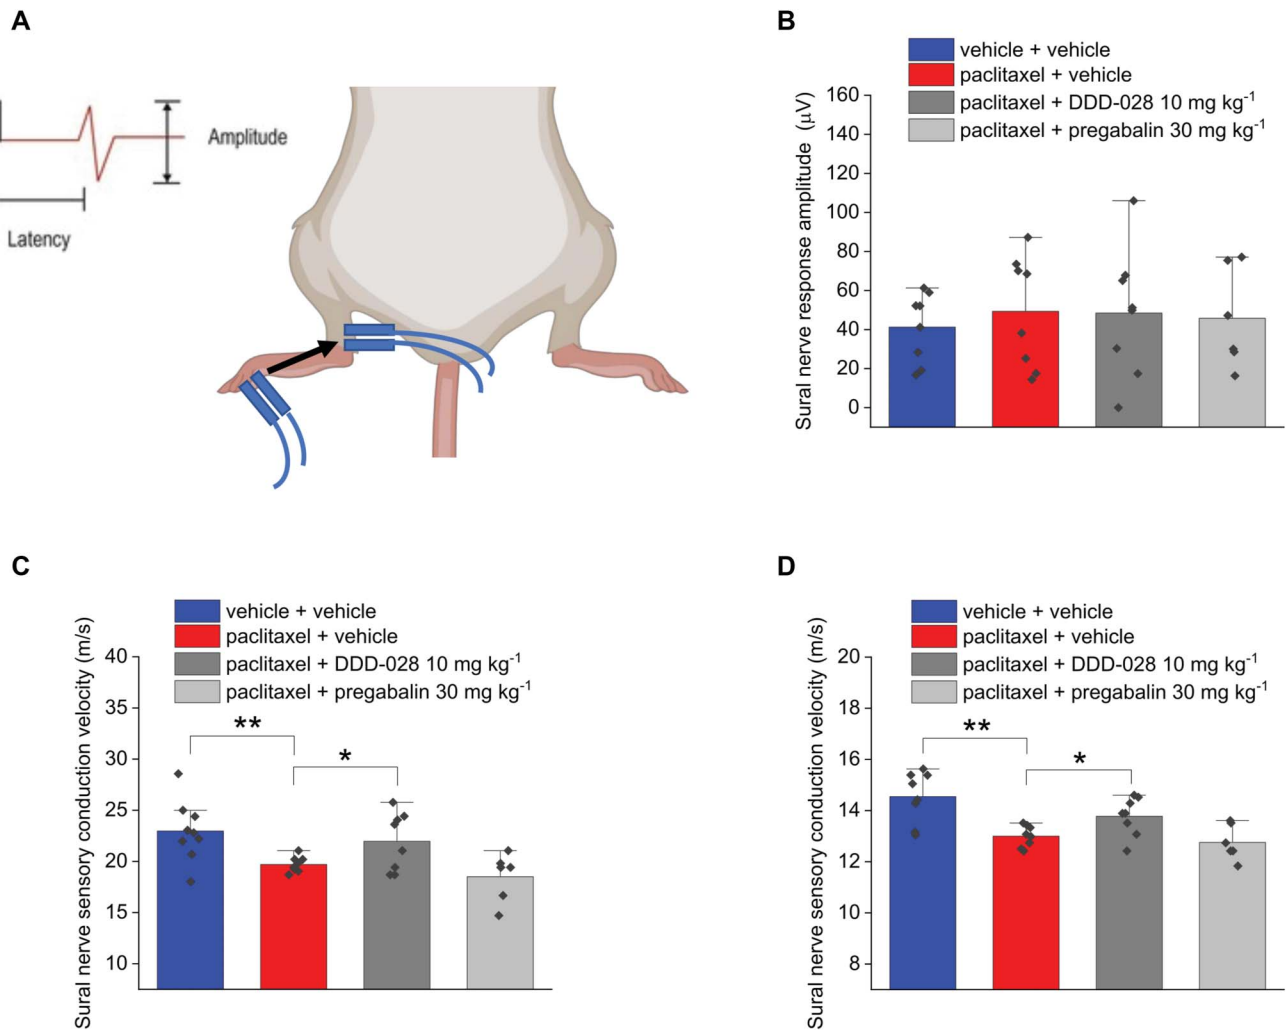 A
Amplitude
Latency
B
vehicle + vehicle
paclitaxel + vehicle
paclitaxel + DDD-028 10 mg kg⁻¹
paclitaxel + pregabalin 30 mg kg⁻¹
Sural nerve response amplitude (μV)
160
140
120
100
80
60
40
20
0
C
vehicle + vehicle
paclitaxel + vehicle
paclitaxel + DDD-028 10 mg kg⁻¹
paclitaxel + pregabalin 30 mg kg⁻¹
Sural nerve sensory conduction velocity (m/s)
40
35
30
25
20
15
10
**
*
D
vehicle + vehicle
paclitaxel + vehicle
paclitaxel + DDD-028 10 mg kg⁻¹
paclitaxel + pregabalin 30 mg kg⁻¹
Sural nerve sensory conduction velocity (m/s)
20
18
16
14
12
10
8
**
*